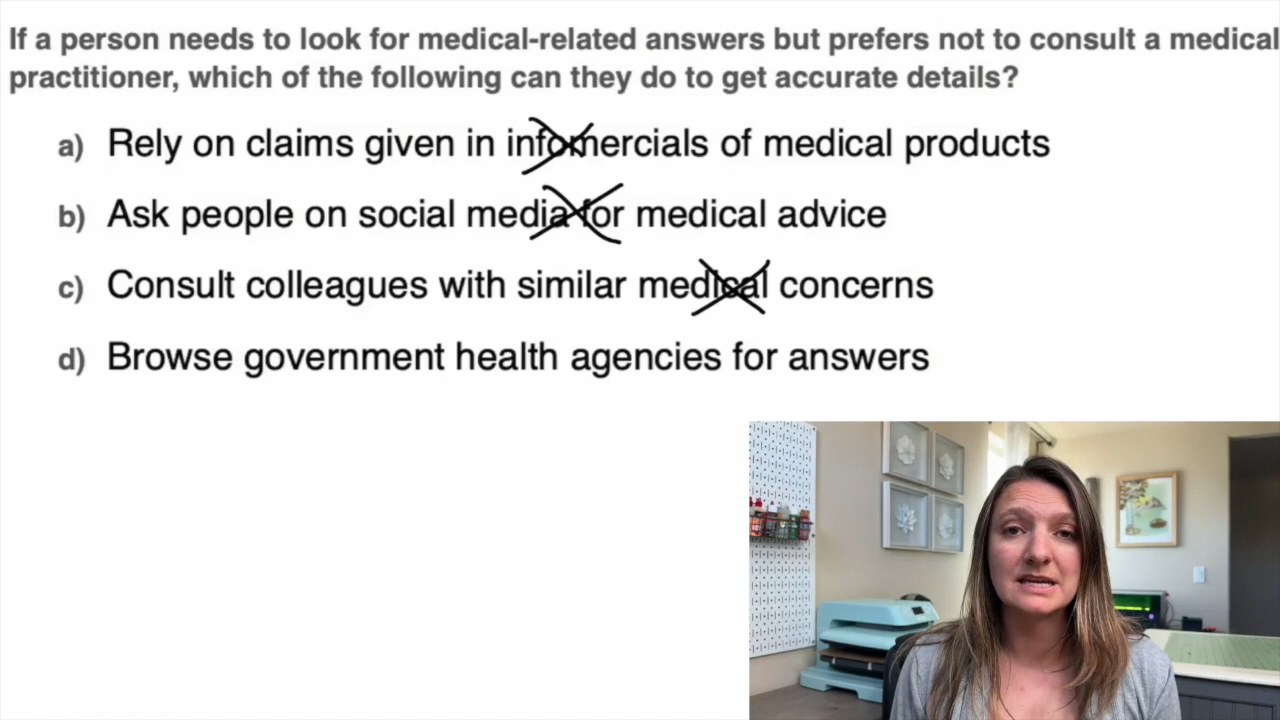 If a person needs to look for medical-related answers but prefers not to consult a medical
practitioner, which of the following can they do to get accurate details?
a) Rely on claims given in infomercials of medical products
b) Ask people on social media for medical advice
c) Consult colleagues with similar medical concerns
d) Browse government health agencies for answers